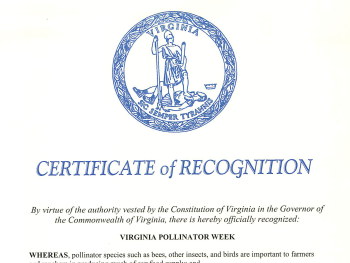 VIRGINIA
SIC SEMPER TYRANNIS
CERTIFICATE of RECOGNITION
By virtue of the authority vested by the Constitution of Virginia in the Governor of
the Commonwealth of Virginia, there is hereby officially recognized:
VIRGINIA POLLINATOR WEEK
WHEREAS, pollinator species such as bees, other insects, and birds are important to farmers